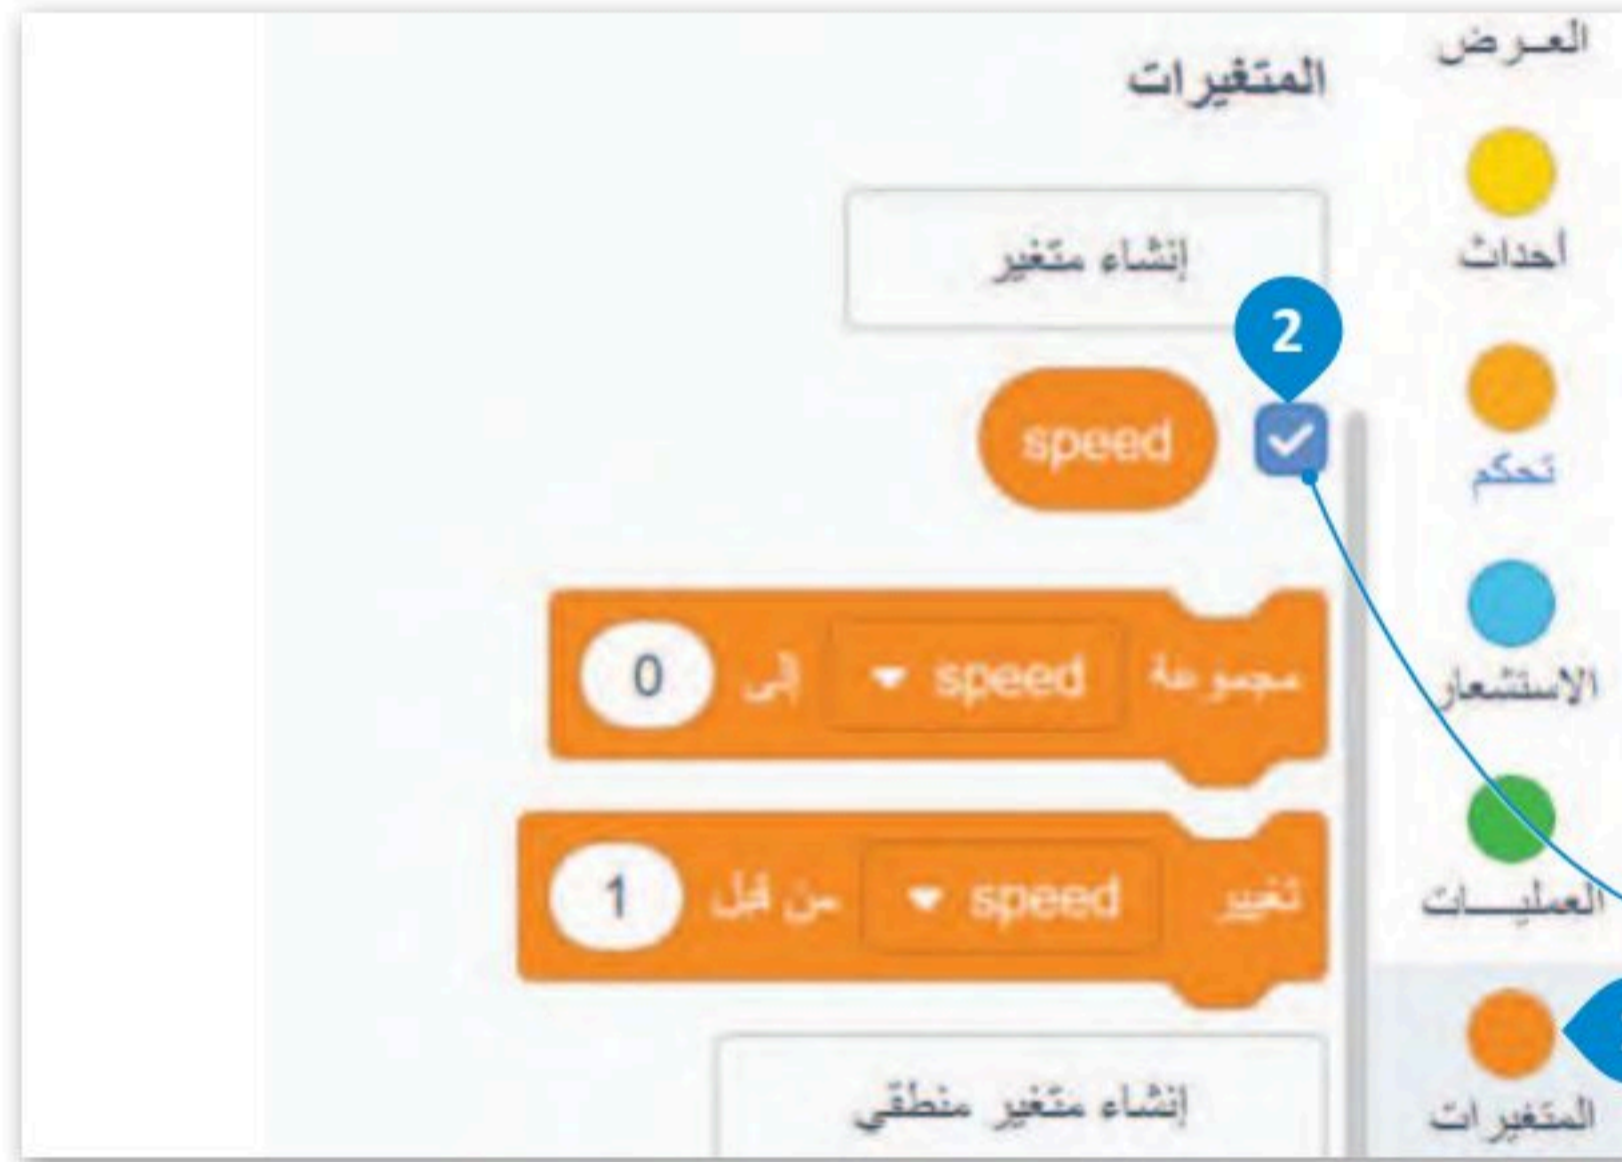 العرض
أحداث
تحكم
الاستشعار
العمليات
المتغيرات
المتغيرات
إنشاء متغير
2
speed
مجموعة speed إلى 0
تغيير speed من قبل 1
إنشاء متغير منطقي